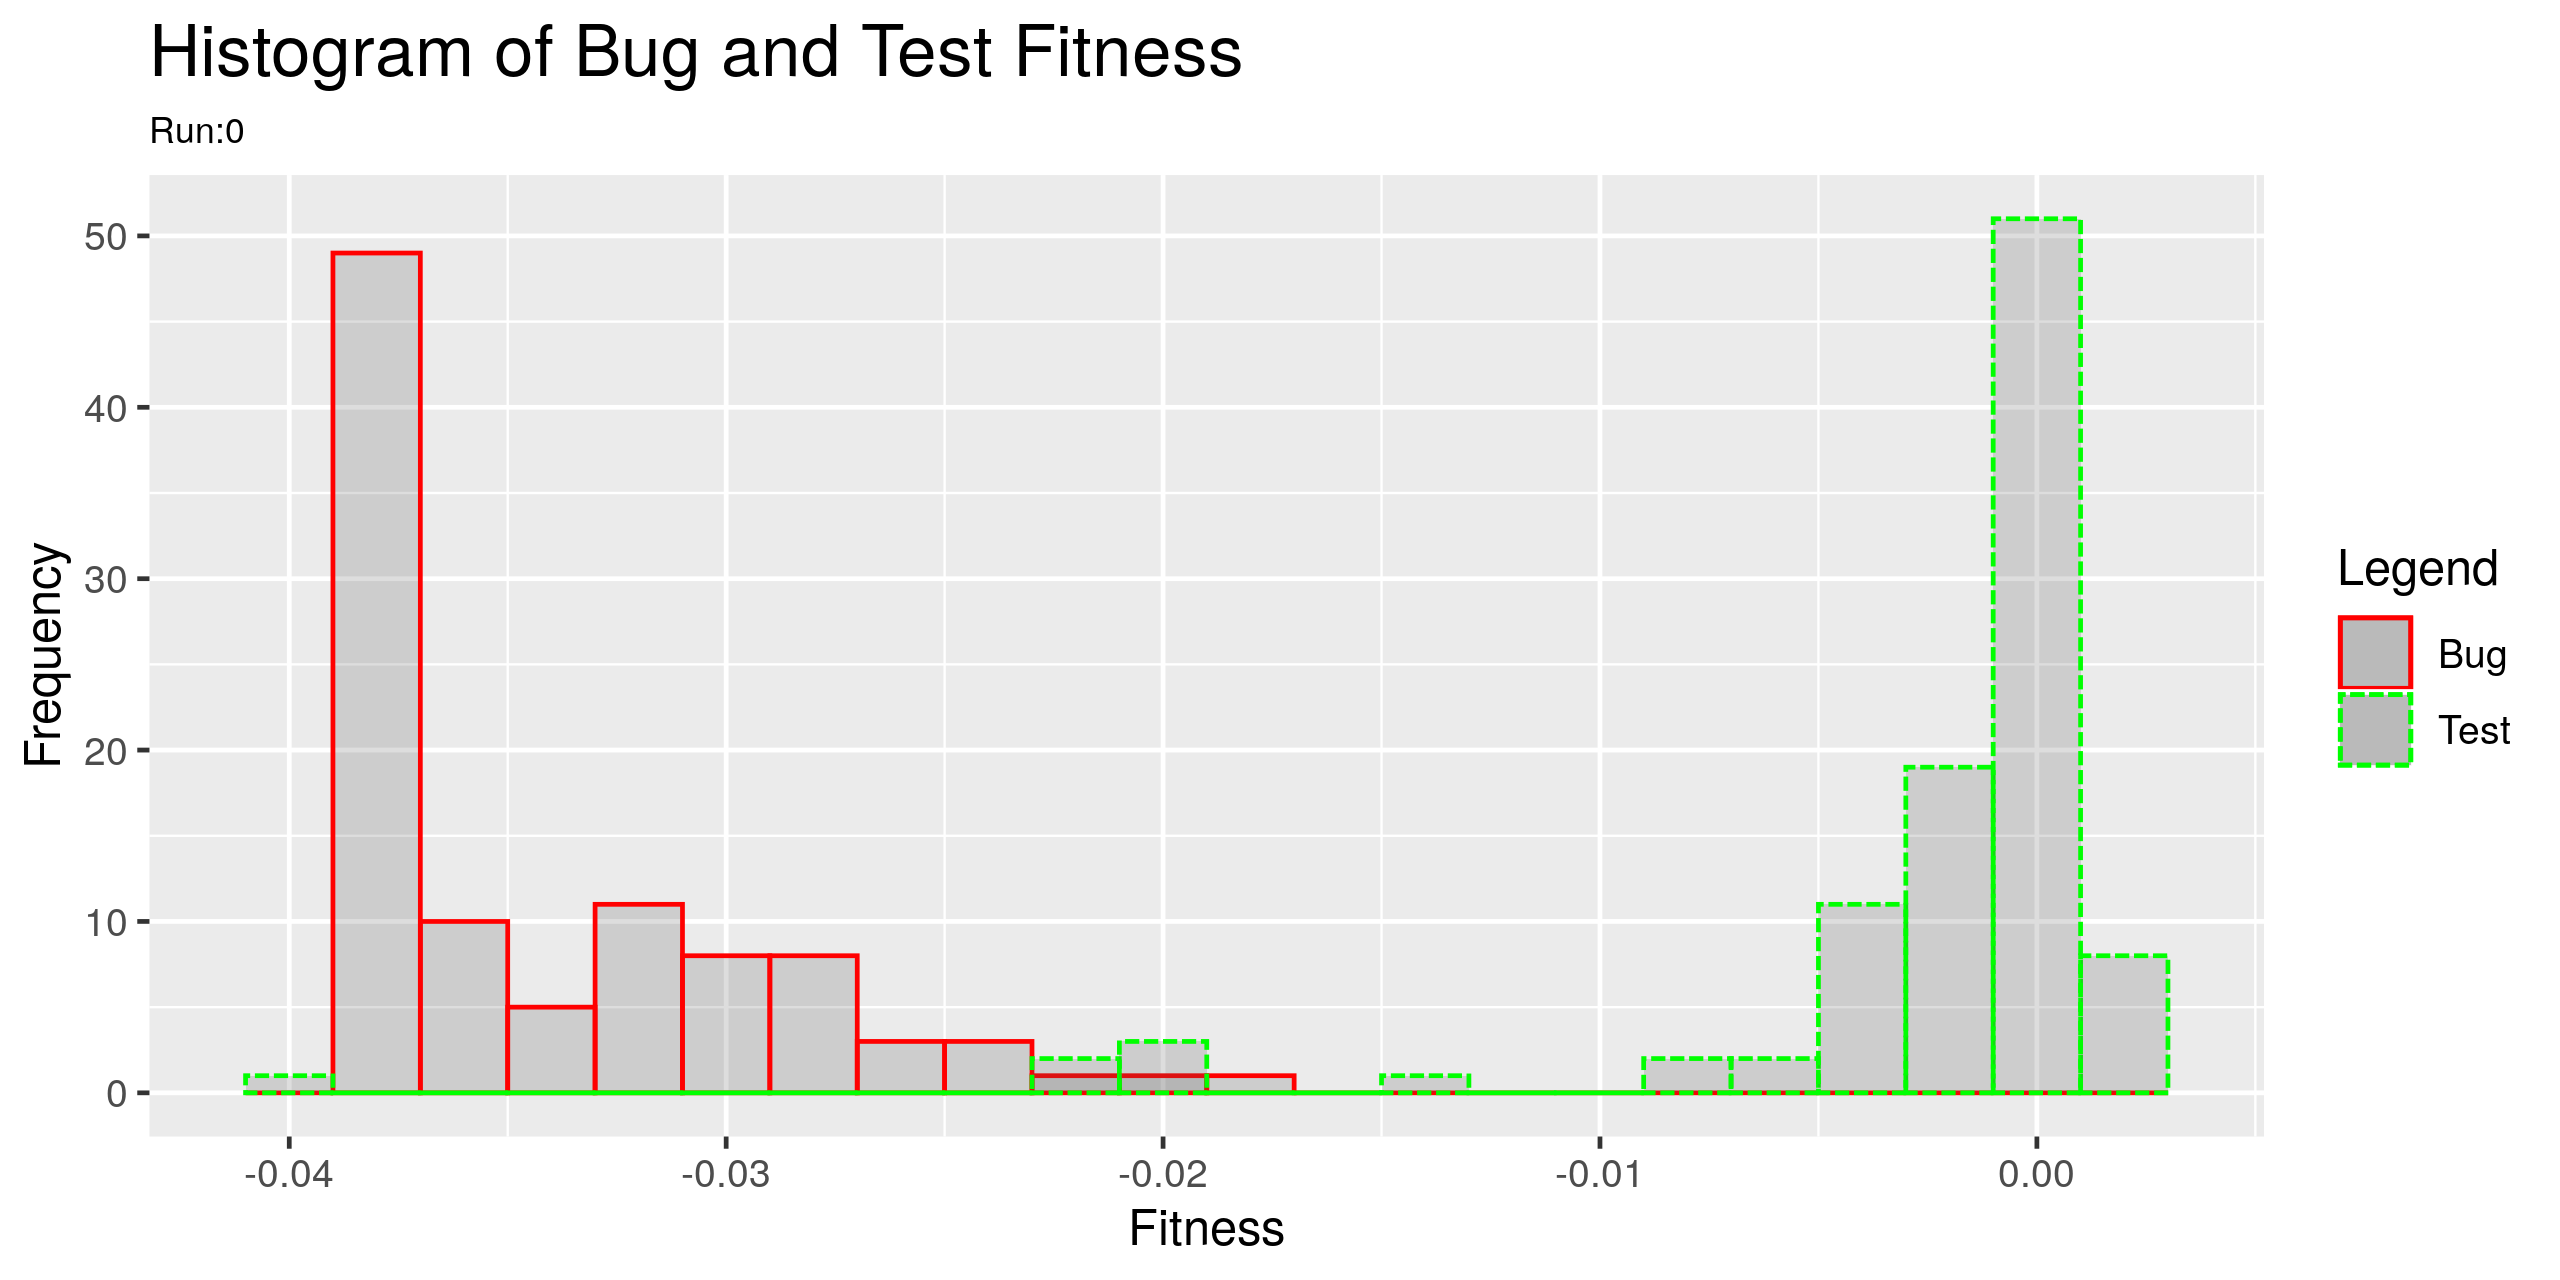 Histogram of Bug and Test Fitness
Run:0
50
40
30
20
10
0
Frequency
-0.04 -0.03 -0.02 -0.01 0.00
Fitness
Legend
Bug
Test